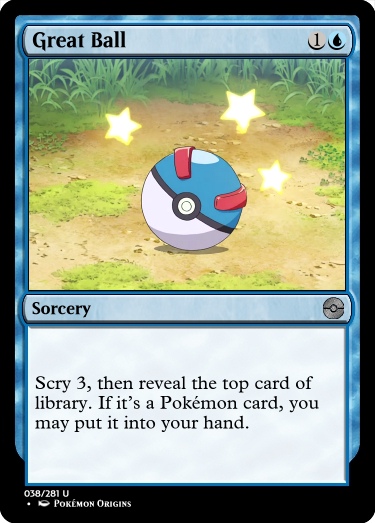 Great Ball 1
Sorcery
Scry 3, then reveal the top card of
library. If it's a Pokémon card, you
may put it into your hand.
038/281 U
• Pokémon Origins